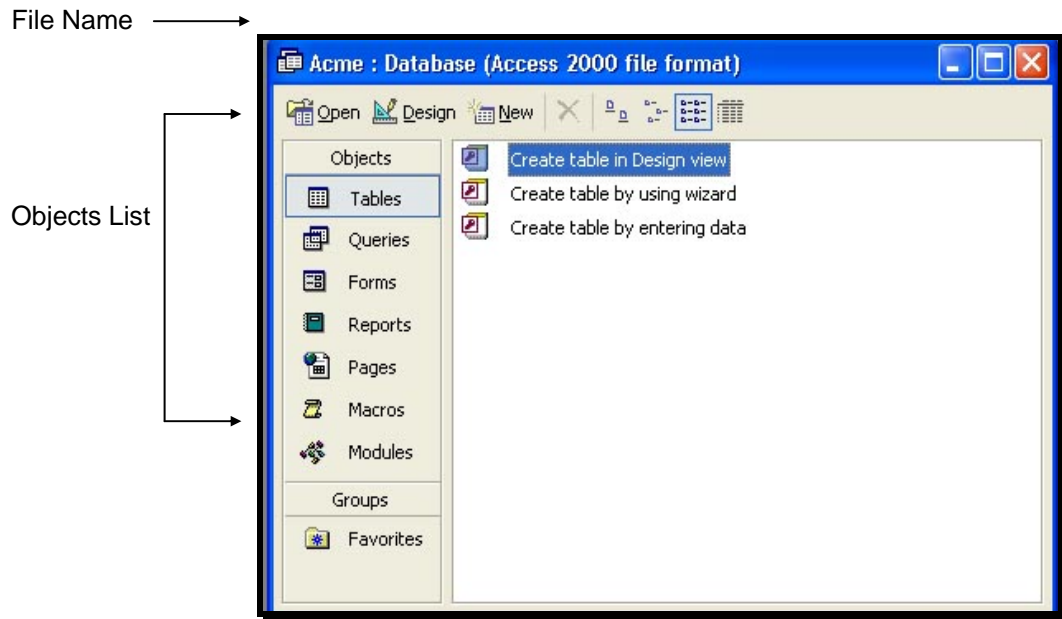 File Name
Acme : Database (Access 2000 file format)
Open Design New
Objects
Create table in Design view
Tables
Create table by using wizard
Objects List
Queries
Create table by entering data
Forms
Reports
Pages
Macros
Modules
Groups
Favorites